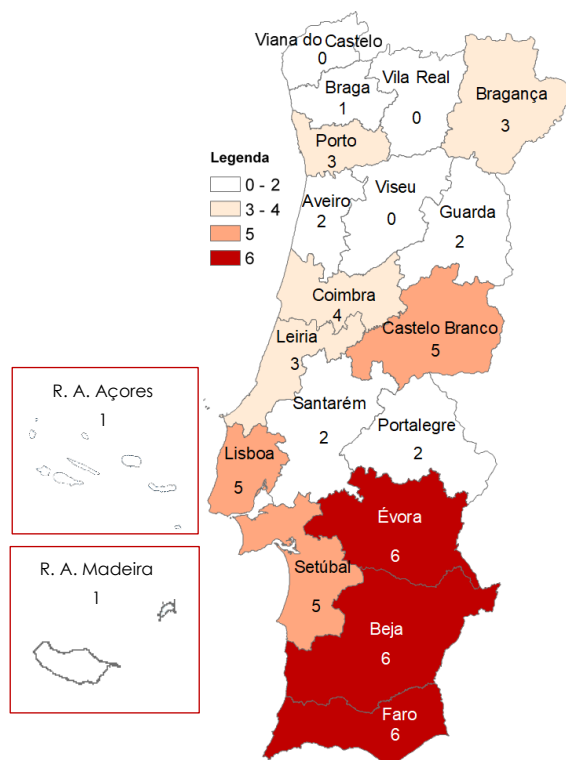 Viana do Castelo
0
Vila Real
0
Bragança
3
Braga
1
Porto
3
Legenda
0 - 2
3 - 4
5
6
Aveiro
2
Viseu
0
Guarda
2
Coimbra
4
Castelo Branco
5
Leiria
3
R. A. Açores
1
Santarém
2
Portalegre
2
Lisboa
5
Évora
6
R. A. Madeira
1
Setúbal
5
Beja
6
Faro
6